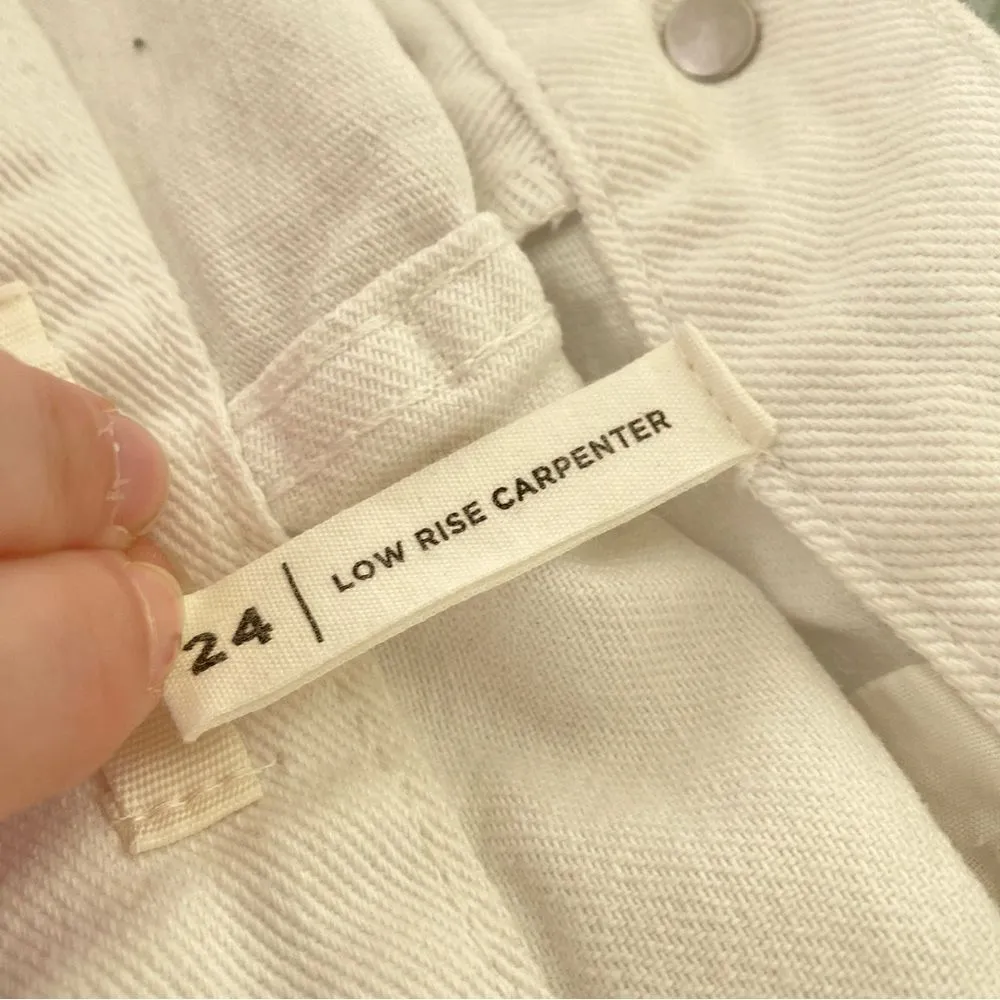 24 | LOW RISE CARPENTER